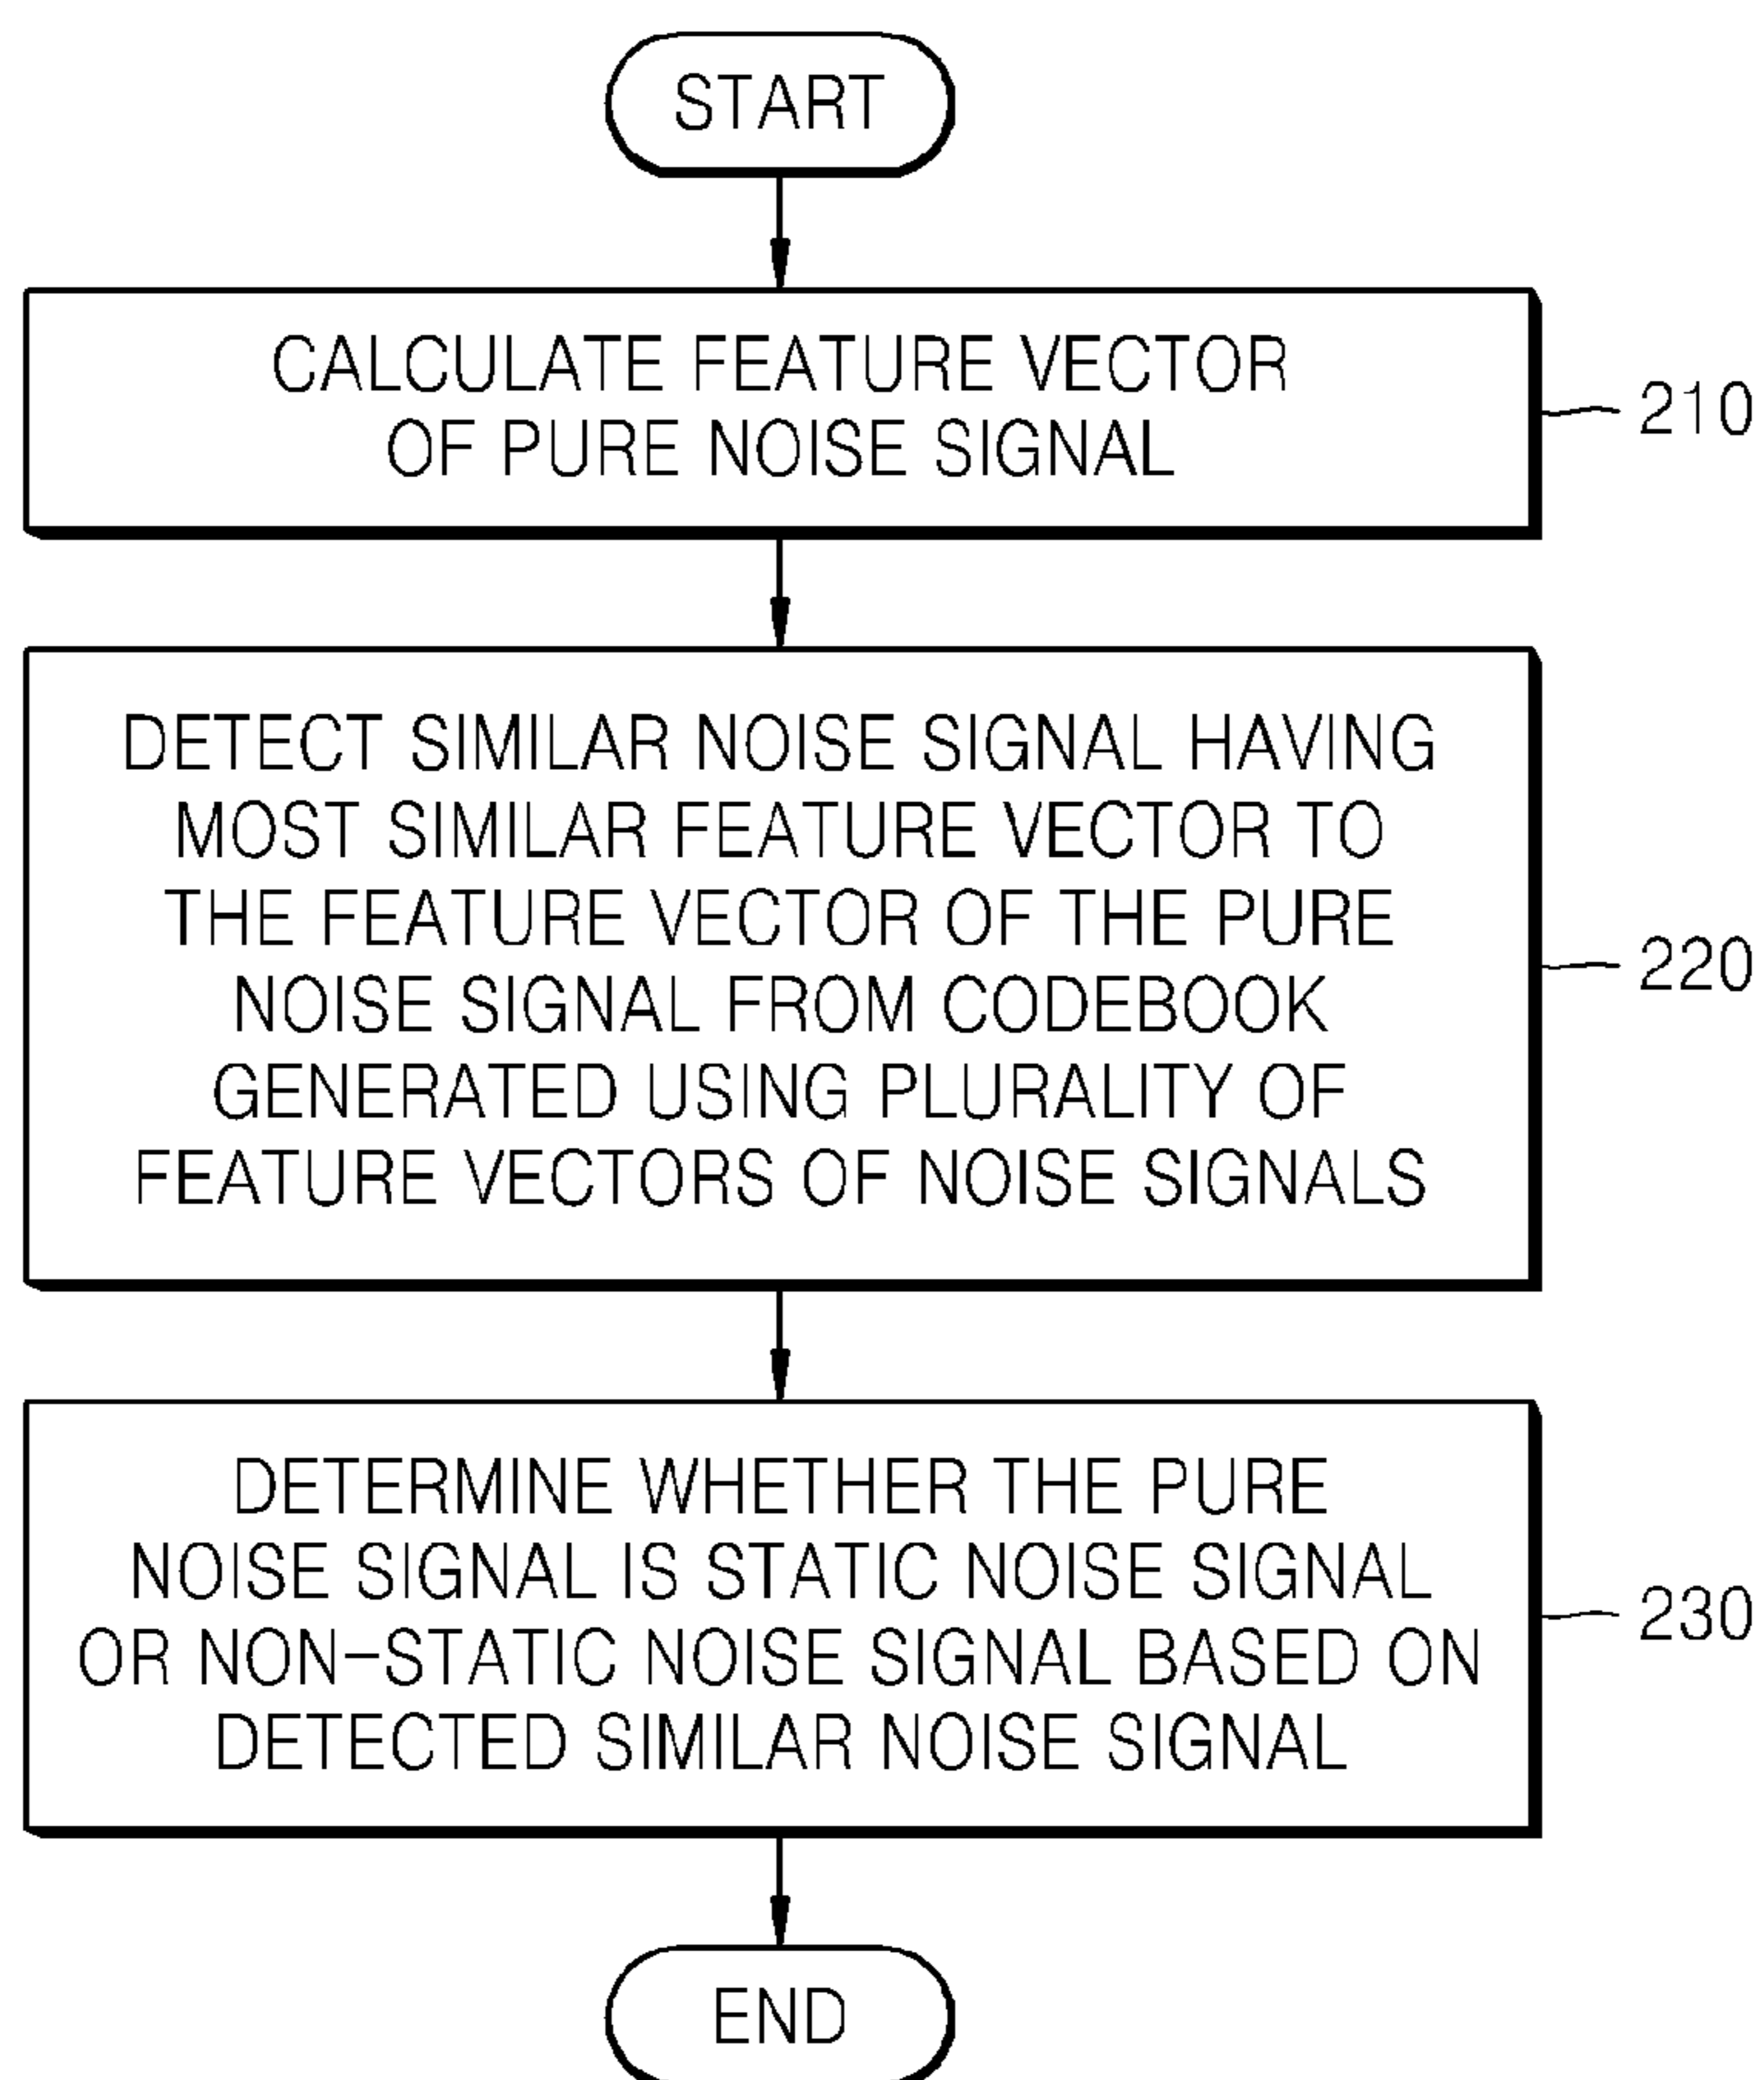 START
CALCULATE FEATURE VECTOR
OF PURE NOISE SIGNAL
210
DETECT SIMILAR NOISE SIGNAL HAVING
MOST SIMILAR FEATURE VECTOR TO
THE FEATURE VECTOR OF THE PURE
NOISE SIGNAL FROM CODEBOOK
GENERATED USING PLURALITY OF
FEATURE VECTORS OF NOISE SIGNALS
220
DETERMINE WHETHER THE PURE
NOISE SIGNAL IS STATIC NOISE SIGNAL
OR NON-STATIC NOISE SIGNAL BASED ON
DETECTED SIMILAR NOISE SIGNAL
230
END